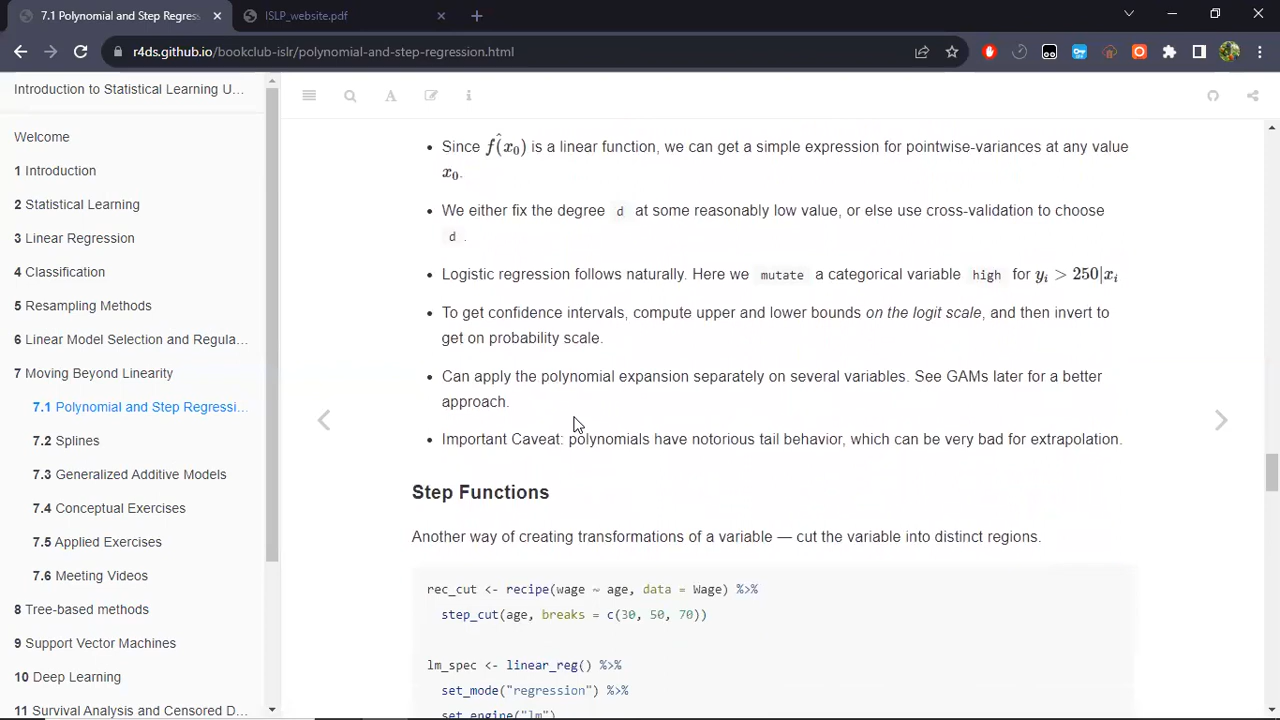 7.1 Polynomial and Step Regress
ISLP_website.pdf
r4ds.github.io/bookclub-islr/polynomial-and-step-regression.html
Introduction to Statistical Learning U...
Welcome
1 Introduction
2 Statistical Learning
3 Linear Regression
4 Classification
5 Resampling Methods
6 Linear Model Selection and Regula...
7 Moving Beyond Linearity
7.1 Polynomial and Step Regressi...
7.2 Splines
7.3 Generalized Additive Models
7.4 Conceptual Exercises
7.5 Applied Exercises
7.6 Meeting Videos
8 Tree-based methods
9 Support Vector Machines
10 Deep Learning
11 Survival Analysis and Censored D...
• Since f̂(x₀) is a linear function, we can get a simple expression for pointwise-variances at any value
x₀.
• We either fix the degree d at some reasonably low value, or else use cross-validation to choose
d .
• Logistic regression follows naturally. Here we mutate a categorical variable high for yᵢ > 250|xᵢ
• To get confidence intervals, compute upper and lower bounds on the logit scale, and then invert to
get on probability scale.
• Can apply the polynomial expansion separately on several variables. See GAMs later for a better
approach.
• Important Caveat: polynomials have notorious tail behavior, which can be very bad for extrapolation.
Step Functions
Another way of creating transformations of a variable — cut the variable into distinct regions.
rec_cut <- recipe(wage ~ age, data = Wage) %>%
step_cut(age, breaks = c(30, 50, 70))
lm_spec <- linear_reg() %>%
set_mode("regression") %>%
set_engine("lm")